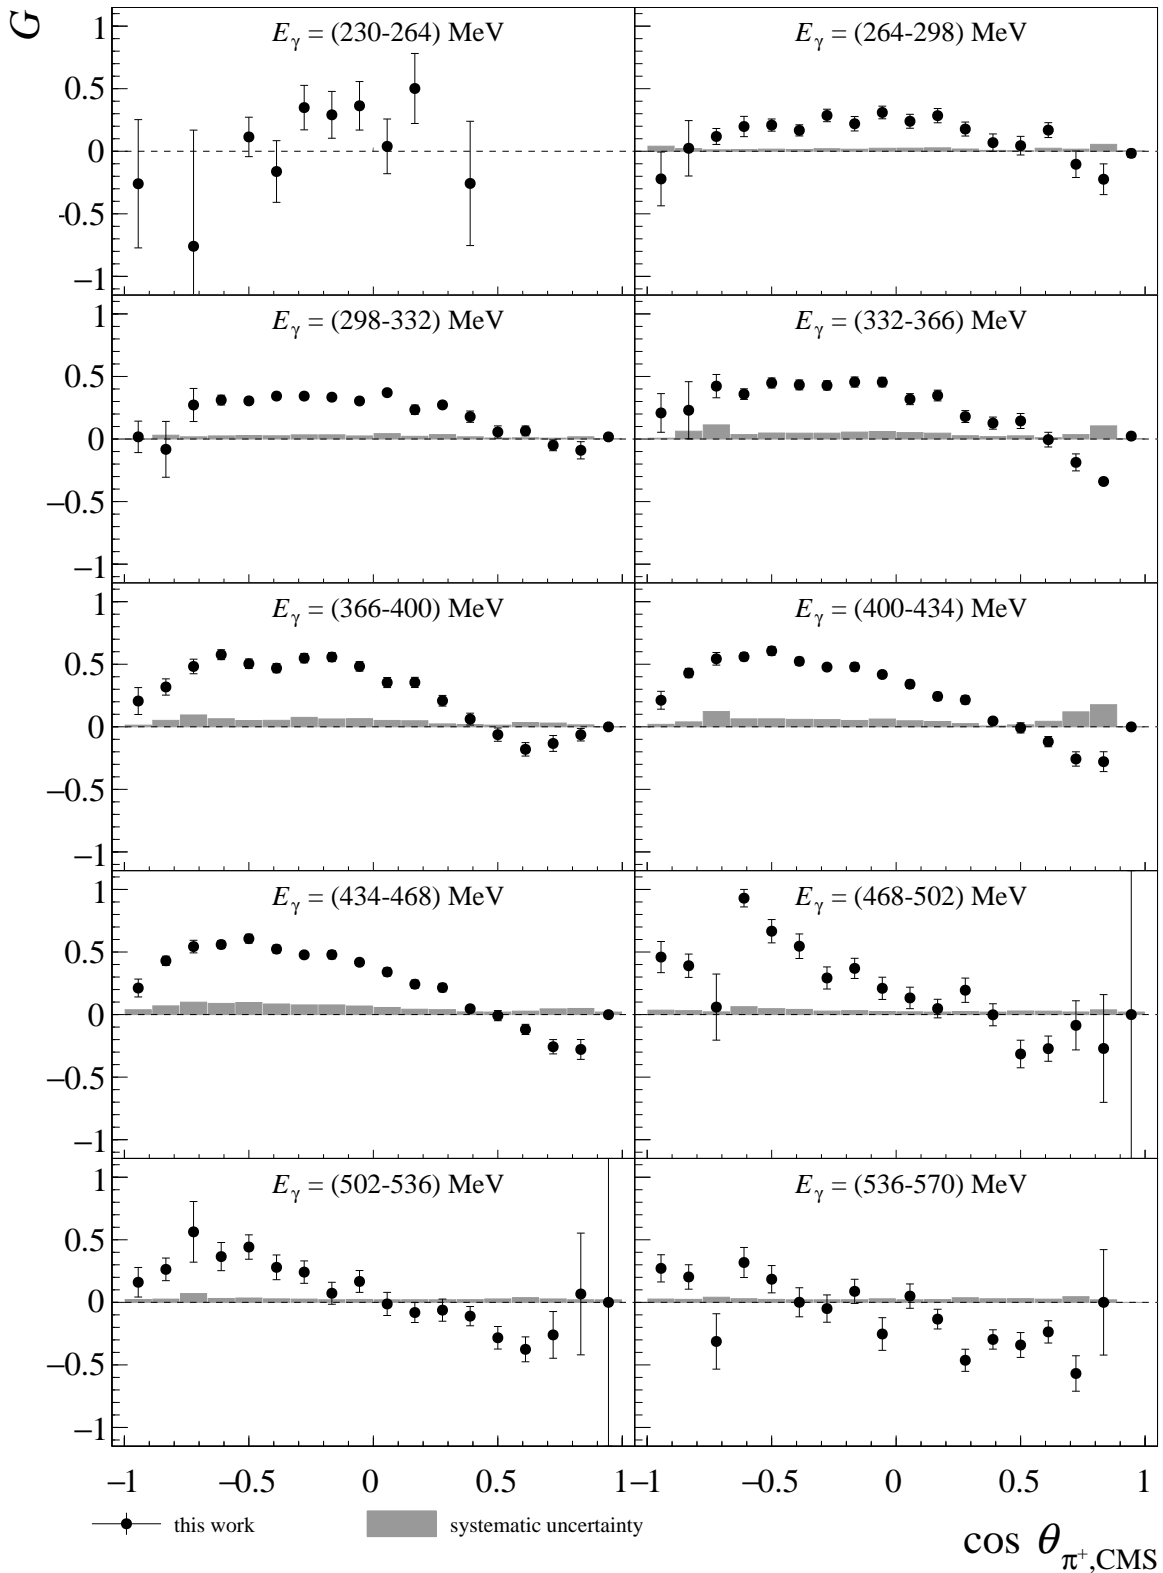 G
E_γ = (230-264) MeV
E_γ = (264-298) MeV
1
0.5
0
-0.5
−1
E_γ = (298-332) MeV
E_γ = (332-366) MeV
1
0.5
0
−0.5
−1
E_γ = (366-400) MeV
E_γ = (400-434) MeV
1
0.5
0
−0.5
−1
E_γ = (434-468) MeV
E_γ = (468-502) MeV
1
0.5
0
−0.5
−1
E_γ = (502-536) MeV
E_γ = (536-570) MeV
1
0.5
0
−0.5
−1
−1 −0.5 0 0.5 1
−1 −0.5 0 0.5 1
this work
systematic uncertainty
cos θ_π⁺,CMS